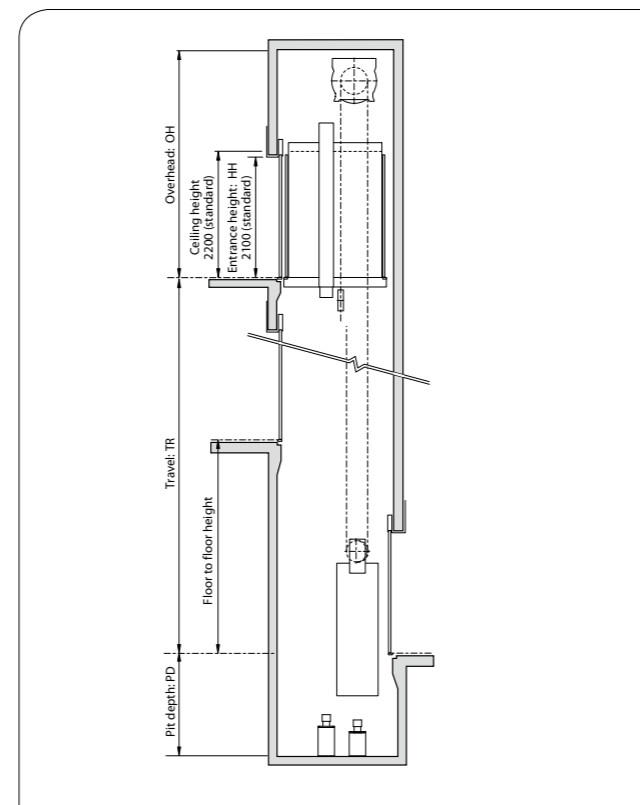 Overhead: OH
Ceiling height
2200 (standard)
Entrance height: HH
2100 (standard)
Travel: TR
Floor to floor height
Pit depth: PD